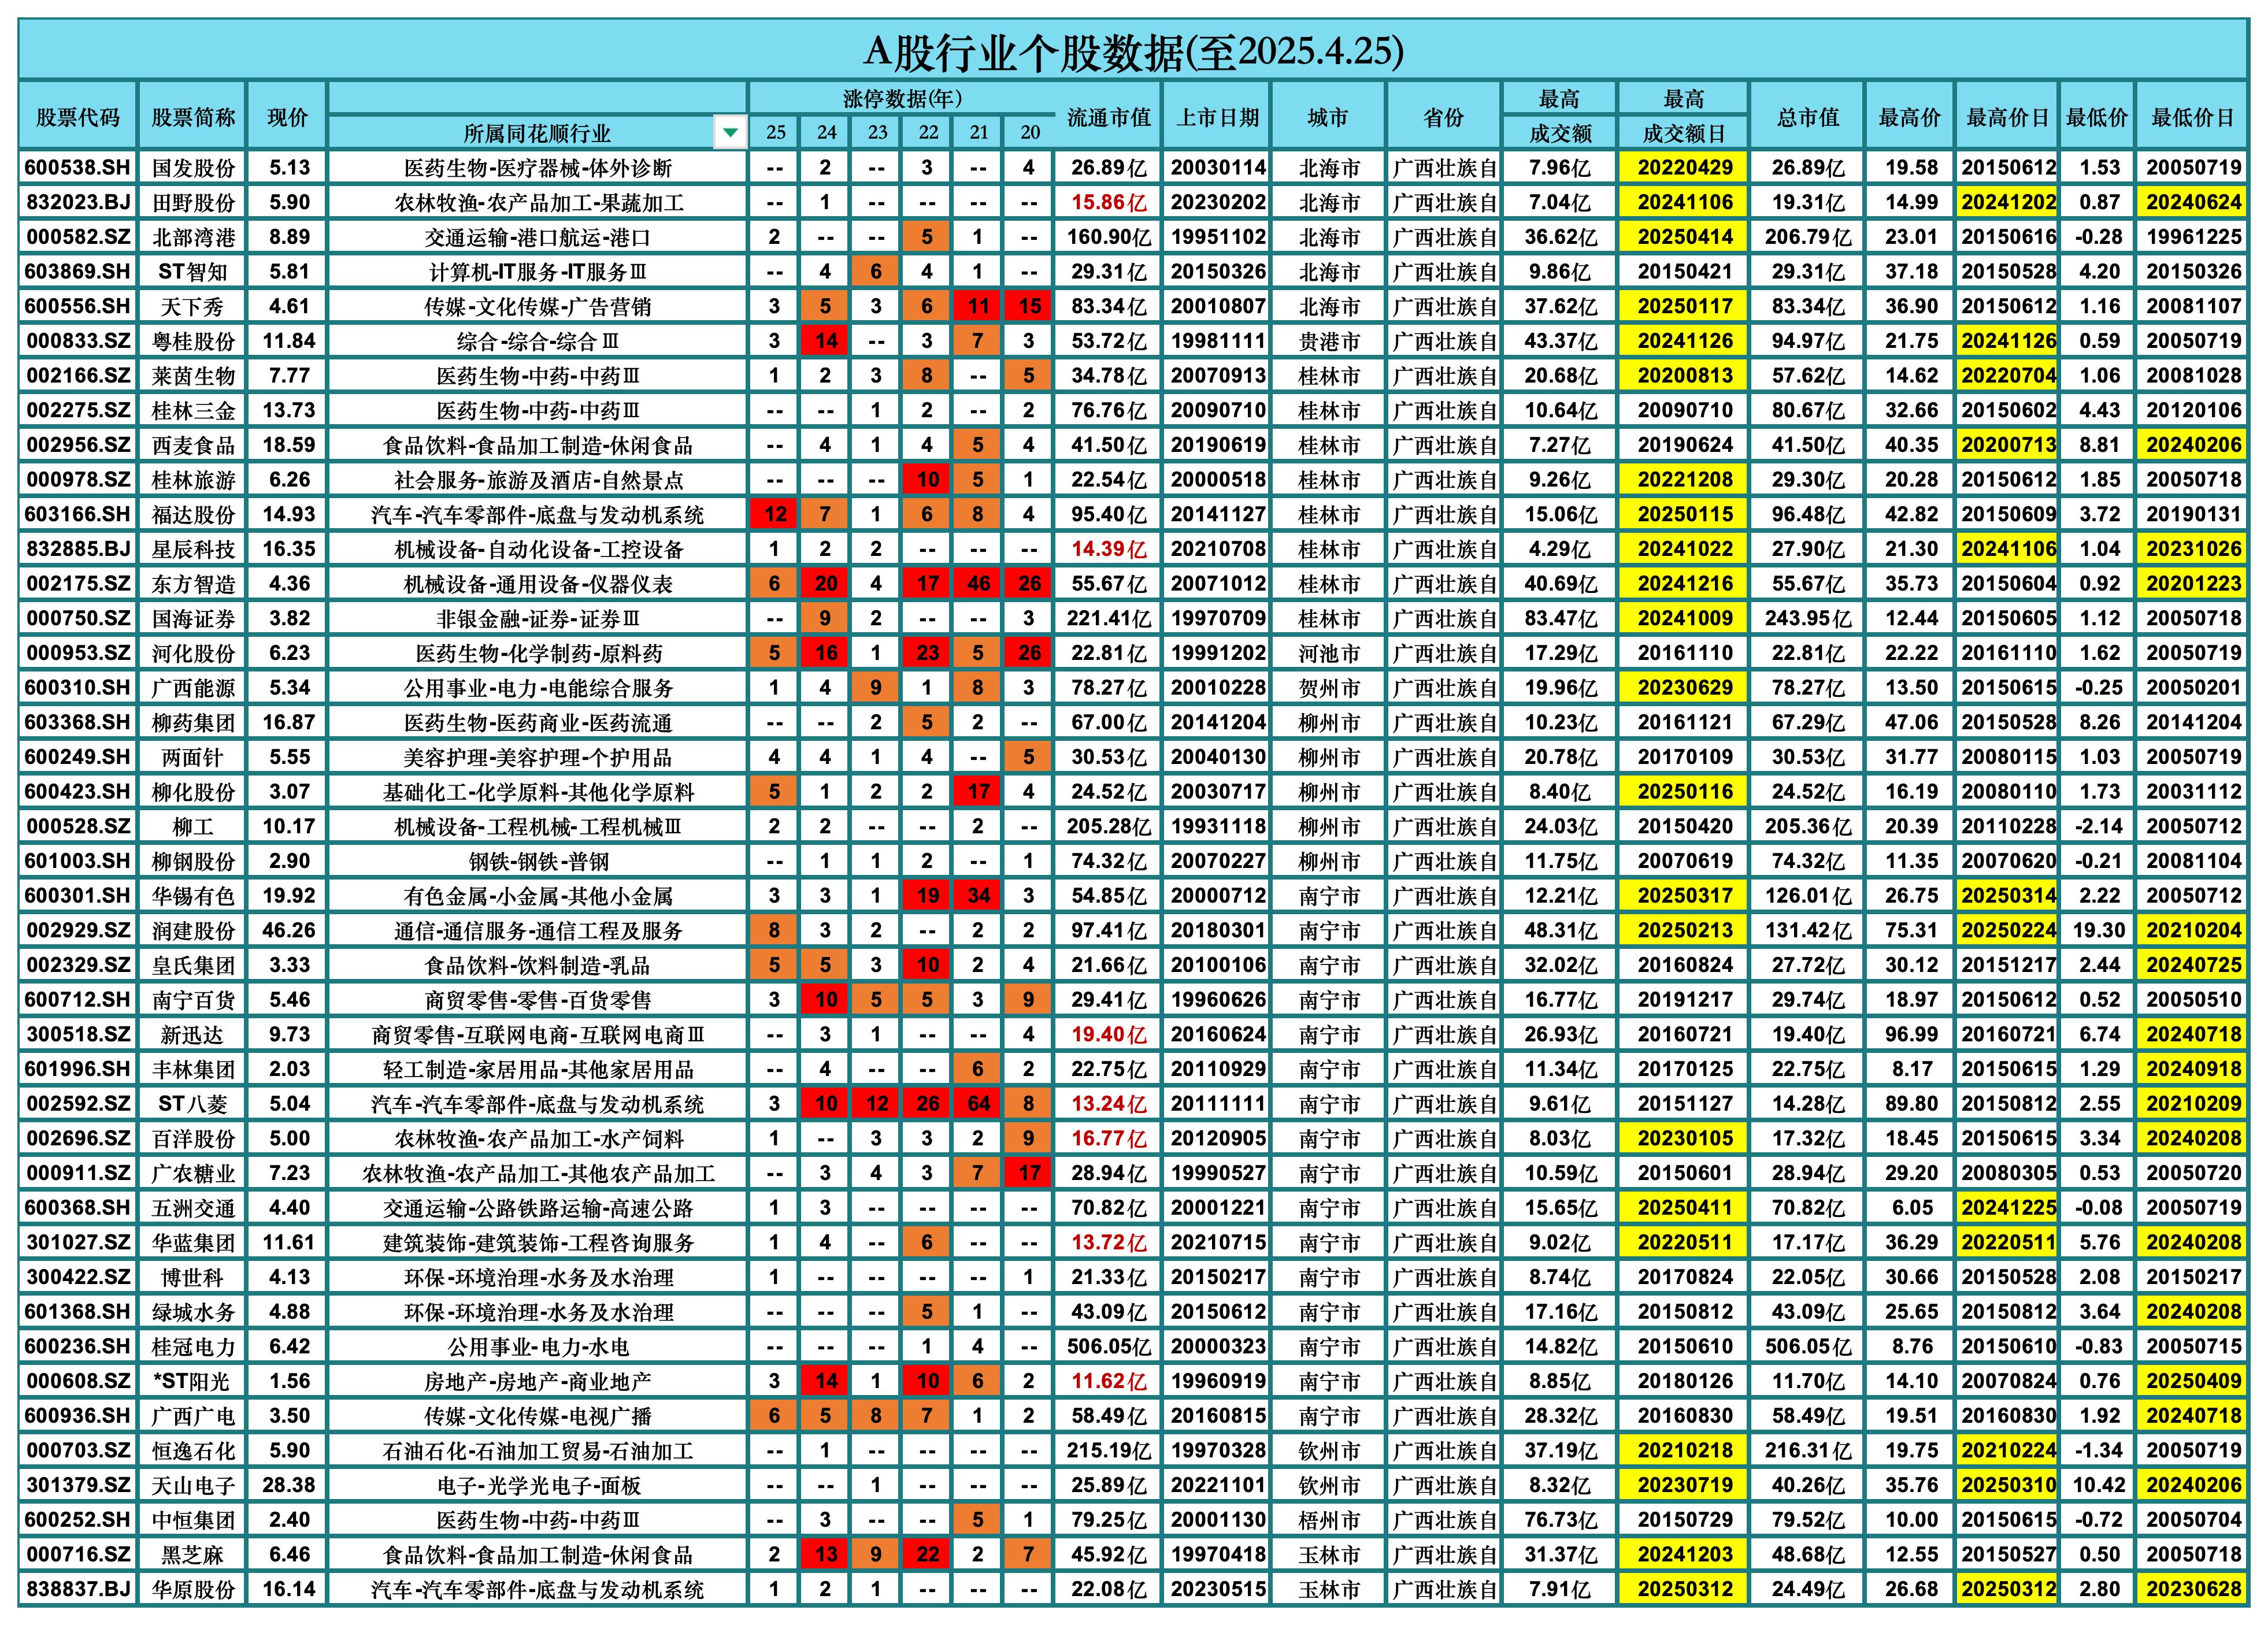 A股行业个股数据(至2025.4.25)
股票代码 股票简称 现价 所属同花顺行业 涨停数据(年) 25 24 23 22 21 20 流通市值 上市日期 城市 省份 最高成交额 最高成交额日 总市值 最高价 最高价日 最低价 最低价日
600538.SH 国发股份 5.13 医药生物-医疗器械-体外诊断 -- 2 -- 3 -- 4 26.89亿 20030114 北海市 广西壮族自 7.96亿 20220429 26.89亿 19.58 20150612 1.53 20050719
832023.BJ 田野股份 5.90 农林牧渔-农产品加工-果蔬加工 -- 1 -- -- -- -- 15.86亿 20230202 北海市 广西壮族自 7.04亿 20241106 19.31亿 14.99 20241202 0.87 20240624
000582.SZ 北部湾港 8.89 交通运输-港口航运-港口 2 -- -- 5 1 -- 160.90亿 19951102 北海市 广西壮族自 36.62亿 20250414 206.79亿 23.01 20150616 -0.28 19961225
603869.SH ST智知 5.81 计算机-IT服务-IT服务Ⅲ -- 4 6 4 1 -- 29.31亿 20150326 北海市 广西壮族自 9.86亿 20150421 29.31亿 37.18 20150528 4.20 20150326
600556.SH 天下秀 4.61 传媒-文化传媒-广告营销 3 5 3 6 11 15 83.34亿 20010807 北海市 广西壮族自 37.62亿 20250117 83.34亿 36.90 20150612 1.16 20081107
000833.SZ 粤桂股份 11.84 综合-综合-综合Ⅲ 3 14 -- 3 7 3 53.72亿 19981111 贵港市 广西壮族自 43.37亿 20241126 94.97亿 21.75 20241126 0.59 20050719
002166.SZ 莱茵生物 7.77 医药生物-中药-中药Ⅲ 1 2 3 8 -- 5 34.78亿 20070913 桂林市 广西壮族自 20.68亿 20200813 57.62亿 14.62 20220704 1.06 20081028
002275.SZ 桂林三金 13.73 医药生物-中药-中药Ⅲ -- -- 1 2 -- 2 76.76亿 20090710 桂林市 广西壮族自 10.64亿 20090710 80.67亿 32.66 20150602 4.43 20120106
002956.SZ 西麦食品 18.59 食品饮料-食品加工制造-休闲食品 -- 4 1 4 5 4 41.50亿 20190619 桂林市 广西壮族自 7.27亿 20190624 41.50亿 40.35 20200713 8.81 20240206
000978.SZ 桂林旅游 6.26 社会服务-旅游及酒店-自然景点 -- -- -- 10 5 1 22.54亿 20000518 桂林市 广西壮族自 9.26亿 20221208 29.30亿 20.28 20150612 1.85 20050718
603166.SH 福达股份 14.93 汽车-汽车零部件-底盘与发动机系统 12 7 1 6 8 4 95.40亿 20141127 桂林市 广西壮族自 15.06亿 20250115 96.48亿 42.82 20150609 3.72 20190131
832885.BJ 星辰科技 16.35 机械设备-自动化设备-工控设备 1 2 2 -- -- -- 14.39亿 20210708 桂林市 广西壮族自 4.29亿 20241022 27.90亿 21.30 20241106 1.04 20231026
002175.SZ 东方智造 4.36 机械设备-通用设备-仪器仪表 6 20 4 17 46 26 55.67亿 20071012 桂林市 广西壮族自 40.69亿 20241216 55.67亿 35.73 20150604 0.92 20201223
000750.SZ 国海证券 3.82 非银金融-证券-证券Ⅲ -- 9 2 -- -- 3 221.41亿 19970709 桂林市 广西壮族自 83.47亿 20241009 243.95亿 12.44 20150605 1.12 20050718
000953.SZ 河化股份 6.23 医药生物-化学制药-原料药 5 16 1 23 5 26 22.81亿 19991202 河池市 广西壮族自 17.29亿 20161110 22.81亿 22.22 20161110 1.62 20050719
600310.SH 广西能源 5.34 公用事业-电力-电能综合服务 1 4 9 1 8 3 78.27亿 20010228 贺州市 广西壮族自 19.96亿 20230629 78.27亿 13.50 20150615 -0.25 20050201
603368.SH 柳药集团 16.87 医药生物-医药商业-医药流通 -- -- 2 5 2 -- 67.00亿 20141204 柳州市 广西壮族自 10.23亿 20161121 67.29亿 47.06 20150528 8.26 20141204
600249.SH 两面针 5.55 美容护理-美容护理-个护用品 4 4 1 4 -- 5 30.53亿 20040130 柳州市 广西壮族自 20.78亿 20170109 30.53亿 31.77 20080115 1.03 20050719
600423.SH 柳化股份 3.07 基础化工-化学原料-其他化学原料 5 1 2 2 17 4 24.52亿 20030717 柳州市 广西壮族自 8.40亿 20250116 24.52亿 16.19 20080110 1.73 20031112
000528.SZ 柳工 10.17 机械设备-工程机械-工程机械Ⅲ 2 2 -- -- 2 -- 205.28亿 19931118 柳州市 广西壮族自 24.03亿 20150420 205.36亿 20.39 20110228 -2.14 20050712
601003.SH 柳钢股份 2.90 钢铁-钢铁-普钢 -- 1 1 2 -- 1 74.32亿 20070227 柳州市 广西壮族自 11.75亿 20070619 74.32亿 11.35 20070620 -0.21 20081104
600301.SH 华锡有色 19.92 有色金属-小金属-其他小金属 3 3 1 19 34 3 54.85亿 20000712 南宁市 广西壮族自 12.21亿 20250317 126.01亿 26.75 20250314 2.22 20050712
002929.SZ 润建股份 46.26 通信-通信服务-通信工程及服务 8 3 2 -- 2 2 97.41亿 20180301 南宁市 广西壮族自 48.31亿 20250213 131.42亿 75.31 20250224 19.30 20210204
002329.SZ 皇氏集团 3.33 食品饮料-饮料制造-乳品 5 5 3 10 2 4 21.66亿 20100106 南宁市 广西壮族自 32.02亿 20160824 27.72亿 30.12 20151217 2.44 20240725
600712.SH 南宁百货 5.46 商贸零售-零售-百货零售 3 10 5 5 3 9 29.41亿 19960626 南宁市 广西壮族自 16.77亿 20191217 29.74亿 18.97 20150612 0.52 20050510
300518.SZ 新迅达 9.73 商贸零售-互联网电商-互联网电商Ⅲ -- 3 1 -- -- 4 19.40亿 20160624 南宁市 广西壮族自 26.93亿 20160721 19.40亿 96.99 20160721 6.74 20240718
601996.SH 丰林集团 2.03 轻工制造-家居用品-其他家居用品 -- 4 -- -- 6 2 22.75亿 20110929 南宁市 广西壮族自 11.34亿 20170125 22.75亿 8.17 20150615 1.29 20240918
002592.SZ ST八菱 5.04 汽车-汽车零部件-底盘与发动机系统 3 10 12 26 64 8 13.24亿 20111111 南宁市 广西壮族自 9.61亿 20151127 14.28亿 89.80 20150812 2.55 20210209
002696.SZ 百洋股份 5.00 农林牧渔-农产品加工-水产饲料 1 -- 3 3 2 9 16.77亿 20120905 南宁市 广西壮族自 8.03亿 20230105 17.32亿 18.45 20150615 3.34 20240208
000911.SZ 广农糖业 7.23 农林牧渔-农产品加工-其他农产品加工 -- 3 4 3 7 17 28.94亿 19990527 南宁市 广西壮族自 10.59亿 20150601 28.94亿 29.20 20080305 0.53 20050720
600368.SH 五洲交通 4.40 交通运输-公路铁路运输-高速公路 1 3 -- -- -- -- 70.82亿 20001221 南宁市 广西壮族自 15.65亿 20250411 70.82亿 6.05 20241225 -0.08 20050719
301027.SZ 华蓝集团 11.61 建筑装饰-建筑装饰-工程咨询服务 1 4 -- 6 -- -- 13.72亿 20210715 南宁市 广西壮族自 9.02亿 20220511 17.17亿 36.29 20220511 5.76 20240208
300422.SZ 博世科 4.13 环保-环境治理-水务及水治理 1 -- -- -- -- 1 21.33亿 20150217 南宁市 广西壮族自 8.74亿 20170824 22.05亿 30.66 20150528 2.08 20150217
601368.SH 绿城水务 4.88 环保-环境治理-水务及水治理 -- -- -- 5 1 -- 43.09亿 20150612 南宁市 广西壮族自 17.16亿 20150812 43.09亿 25.65 20150812 3.64 20240208
600236.SH 桂冠电力 6.42 公用事业-电力-水电 -- -- -- 1 4 -- 506.05亿 20000323 南宁市 广西壮族自 14.82亿 20150610 506.05亿 8.76 20150610 -0.83 20050715
000608.SZ *ST阳光 1.56 房地产-房地产-商业地产 3 14 1 10 6 2 11.62亿 19960919 南宁市 广西壮族自 8.85亿 20180126 11.70亿 14.10 20070824 0.76 20250409
600936.SH 广西广电 3.50 传媒-文化传媒-电视广播 6 5 8 7 1 2 58.49亿 20160815 南宁市 广西壮族自 28.32亿 20160830 58.49亿 19.51 20160830 1.92 20240718
000703.SZ 恒逸石化 5.90 石油石化-石油加工贸易-石油加工 -- 1 -- -- -- -- 215.19亿 19970328 钦州市 广西壮族自 37.19亿 20210218 216.31亿 19.75 20210224 -1.34 20050719
301379.SZ 天山电子 28.38 电子-光学光电子-面板 -- -- 1 -- -- -- 25.89亿 20221101 钦州市 广西壮族自 8.32亿 20230719 40.26亿 35.76 20250310 10.42 20240206
600252.SH 中恒集团 2.40 医药生物-中药-中药Ⅲ -- 3 -- -- 5 1 79.25亿 20001130 梧州市 广西壮族自 76.73亿 20150729 79.52亿 10.00 20150615 -0.72 20050704
000716.SZ 黑芝麻 6.46 食品饮料-食品加工制造-休闲食品 2 13 9 22 2 7 45.92亿 19970418 玉林市 广西壮族自 31.37亿 20241203 48.68亿 12.55 20150527 0.50 20050718
838837.BJ 华原股份 16.14 汽车-汽车零部件-底盘与发动机系统 1 2 1 -- -- -- 22.08亿 20230515 玉林市 广西壮族自 7.91亿 20250312 24.49亿 26.68 20250312 2.80 20230628